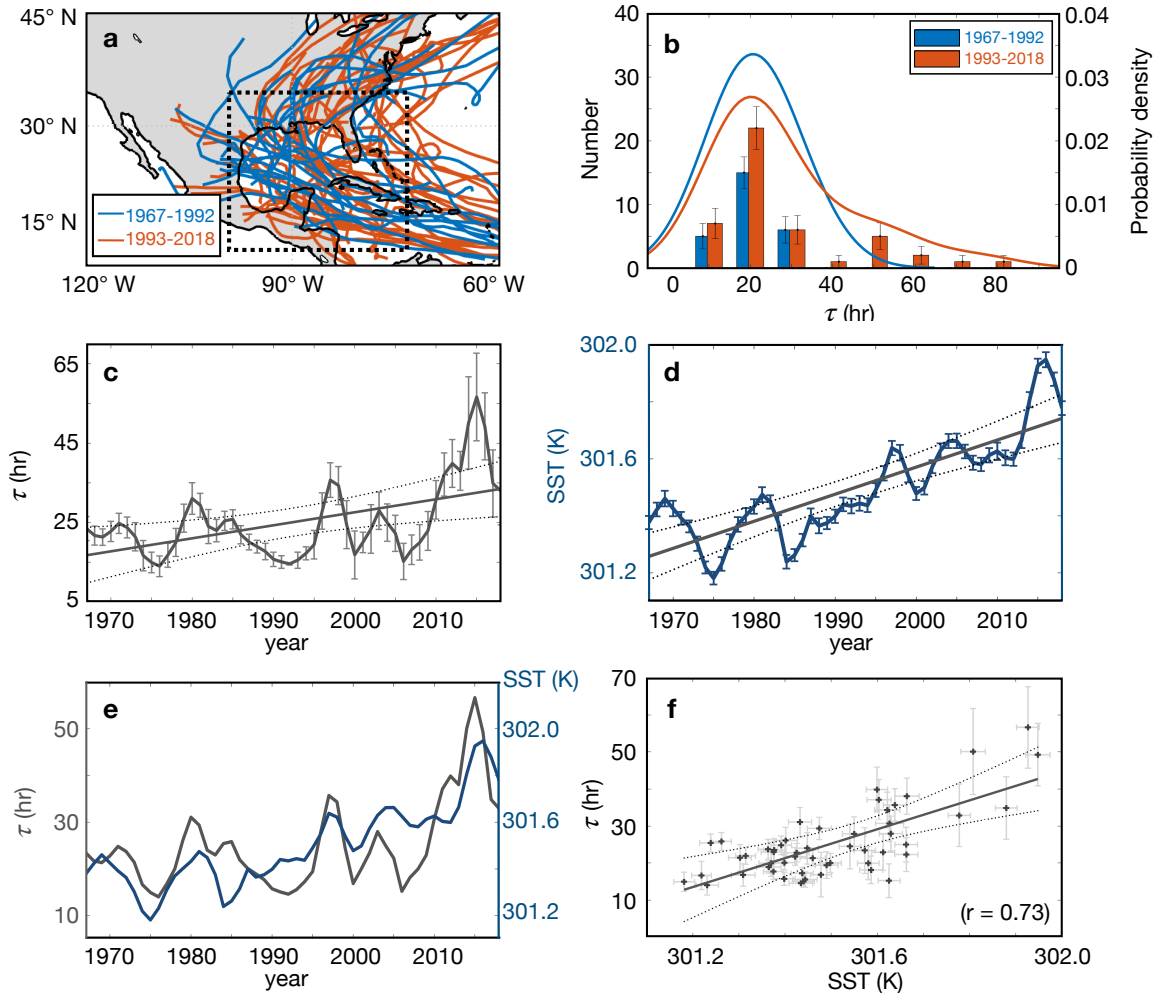 a
45° N
30° N
15° N
1967-1992
1993-2018
120° W
90° W
60° W
b
1967-1992
1993-2018
Number
40
30
20
10
0
0.04
0.03
0.02
0.01
0
Probability density
0
20
40
60
80
τ (hr)
c
τ (hr)
65
45
25
5
1970
1980
1990
2000
2010
year
d
SST (K)
302.0
301.6
301.2
1970
1980
1990
2000
2010
year
e
τ (hr)
50
30
10
SST (K)
302.0
301.6
301.2
1970
1980
1990
2000
2010
year
f
τ (hr)
70
50
30
10
(r = 0.73)
301.2
301.6
302.0
SST (K)